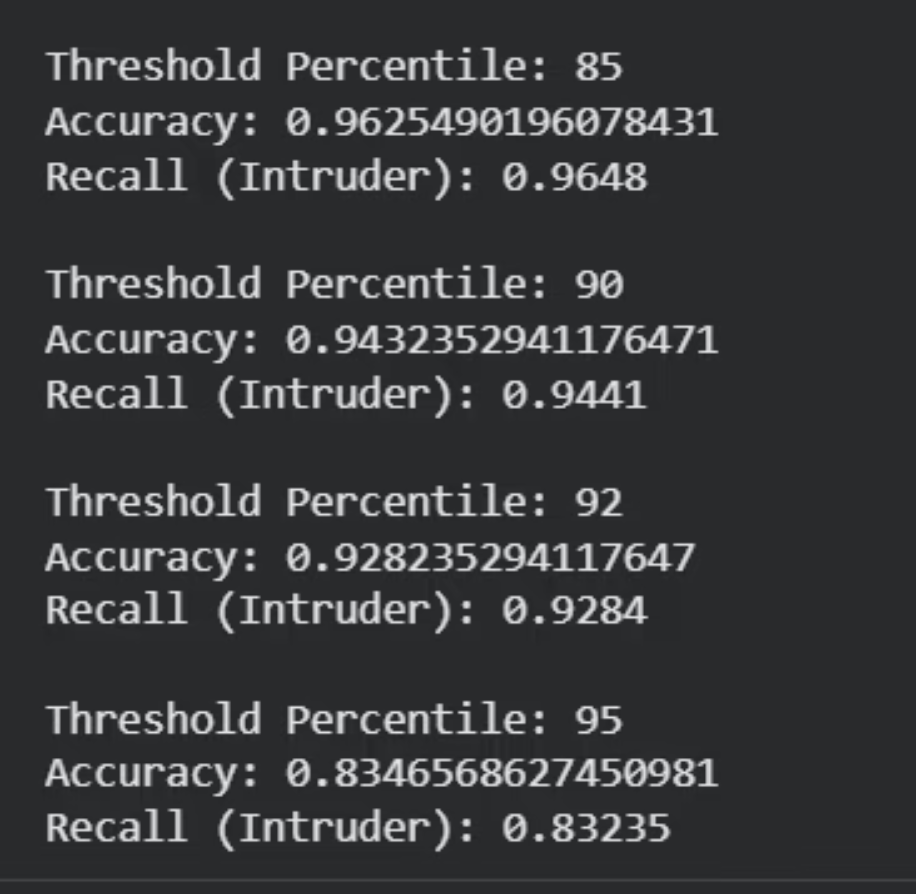 Threshold Percentile: 85
Accuracy: 0.9625490196078431
Recall (Intruder): 0.9648
Threshold Percentile: 90
Accuracy: 0.9432352941176471
Recall (Intruder): 0.9441
Threshold Percentile: 92
Accuracy: 0.928235294117647
Recall (Intruder): 0.9284
Threshold Percentile: 95
Accuracy: 0.8346568627450981
Recall (Intruder): 0.83235